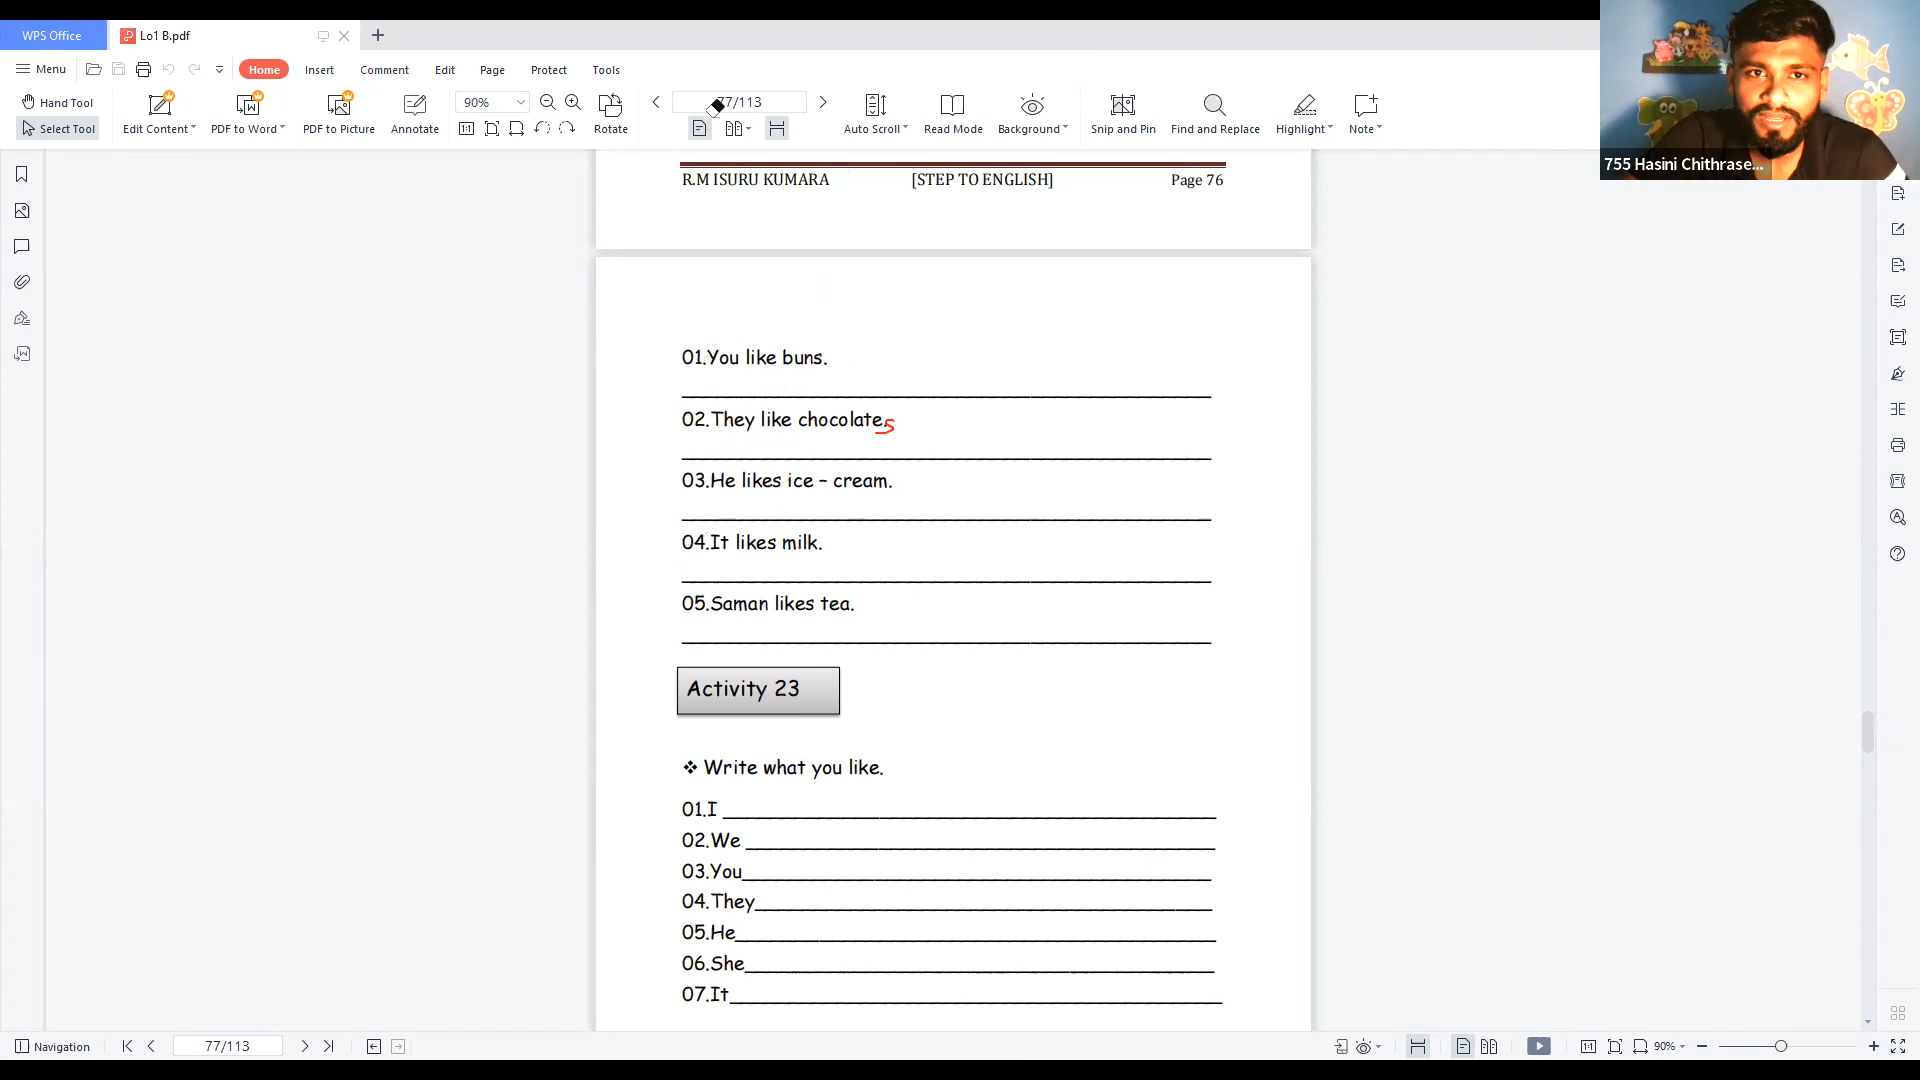 WPS Office
Lo1 B.pdf
Menu
Home Insert Comment Edit Page Protect Tools
Hand Tool
Select Tool
Edit Content
PDF to Word
PDF to Picture
Annotate
90%
Rotate
77/113
Auto Scroll
Read Mode
Background
Snip and Pin
Find and Replace
Highlight
Note
755 Hasini Chithrase...
R.M ISURU KUMARA [STEP TO ENGLISH] Page 76
01.You like buns.
02.They like chocolate.s
03.He likes ice – cream.
04.It likes milk.
05.Saman likes tea.
Activity 23
❖ Write what you like.
01.I
02.We
03.You
04.They
05.He
06.She
07.It
Navigation
77/113
90%